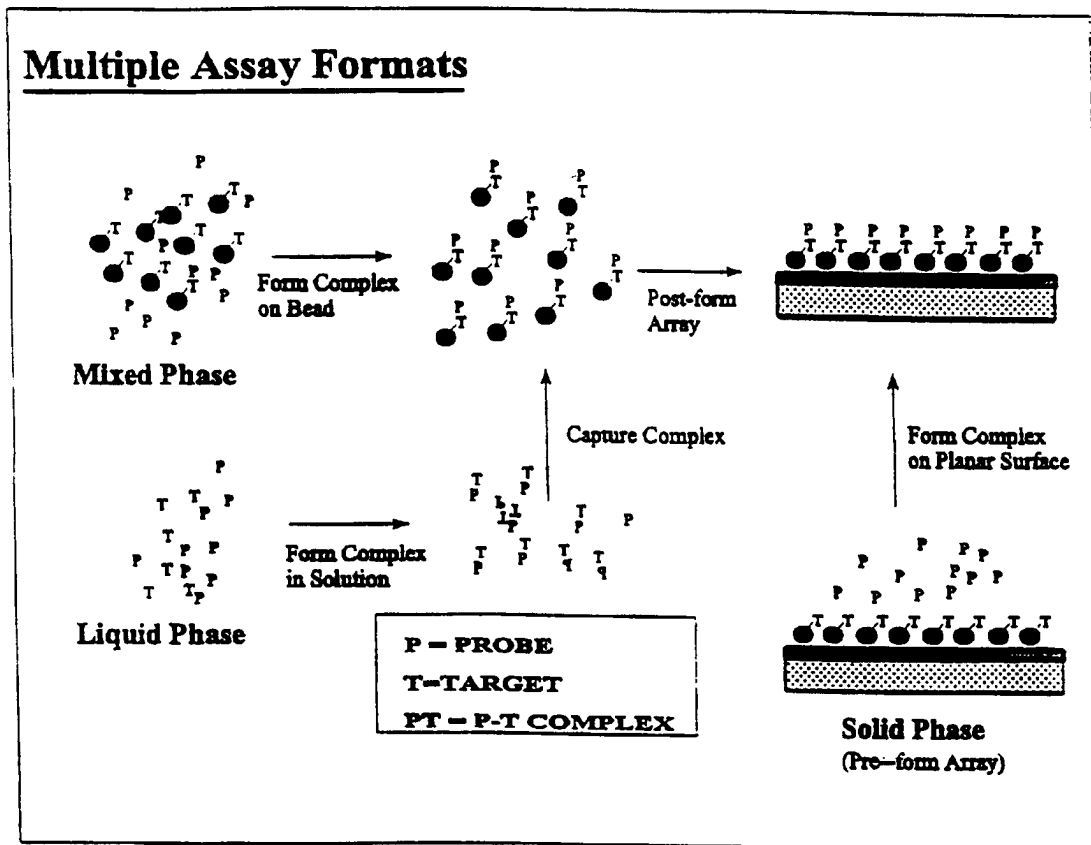 Multiple Assay Formats
Form Complex
on Bead
Post-form
Array
P P P P P P P P
T T T T T T T T
Mixed Phase
Capture Complex
Form Complex
on Planar Surface
Form Complex
in Solution
Liquid Phase
T T T T T T T T
P = PROBE
T=TARGET
PT = P-T COMPLEX
Solid Phase
(Pre-form Array)